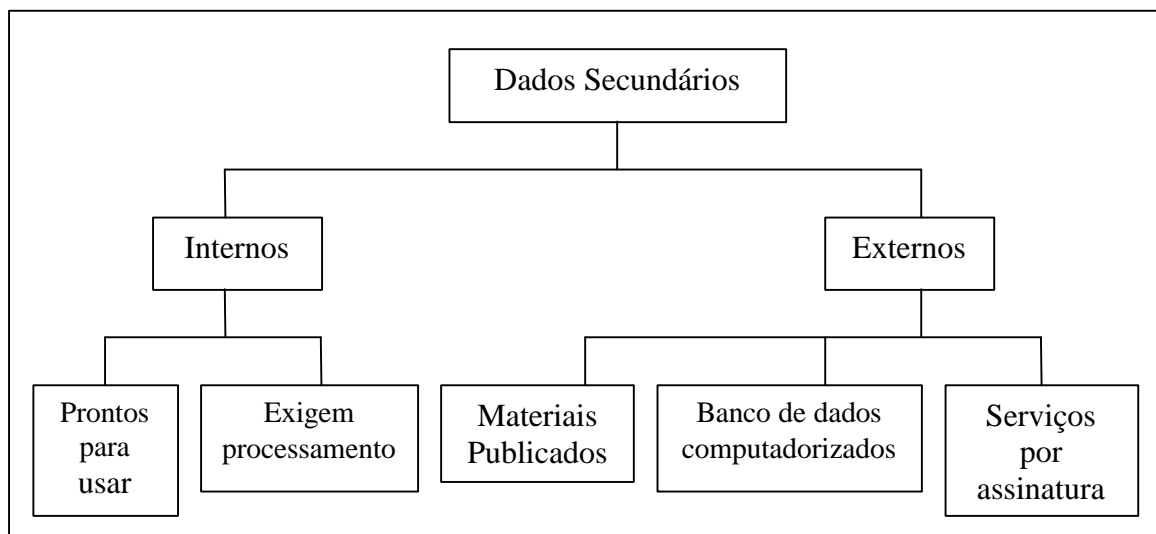 Dados Secundários
Internos
Externos
Prontos
para
usar
Exigem
processamento
Materiais
Publicados
Banco de dados
computadorizados
Serviços
por
assinatura